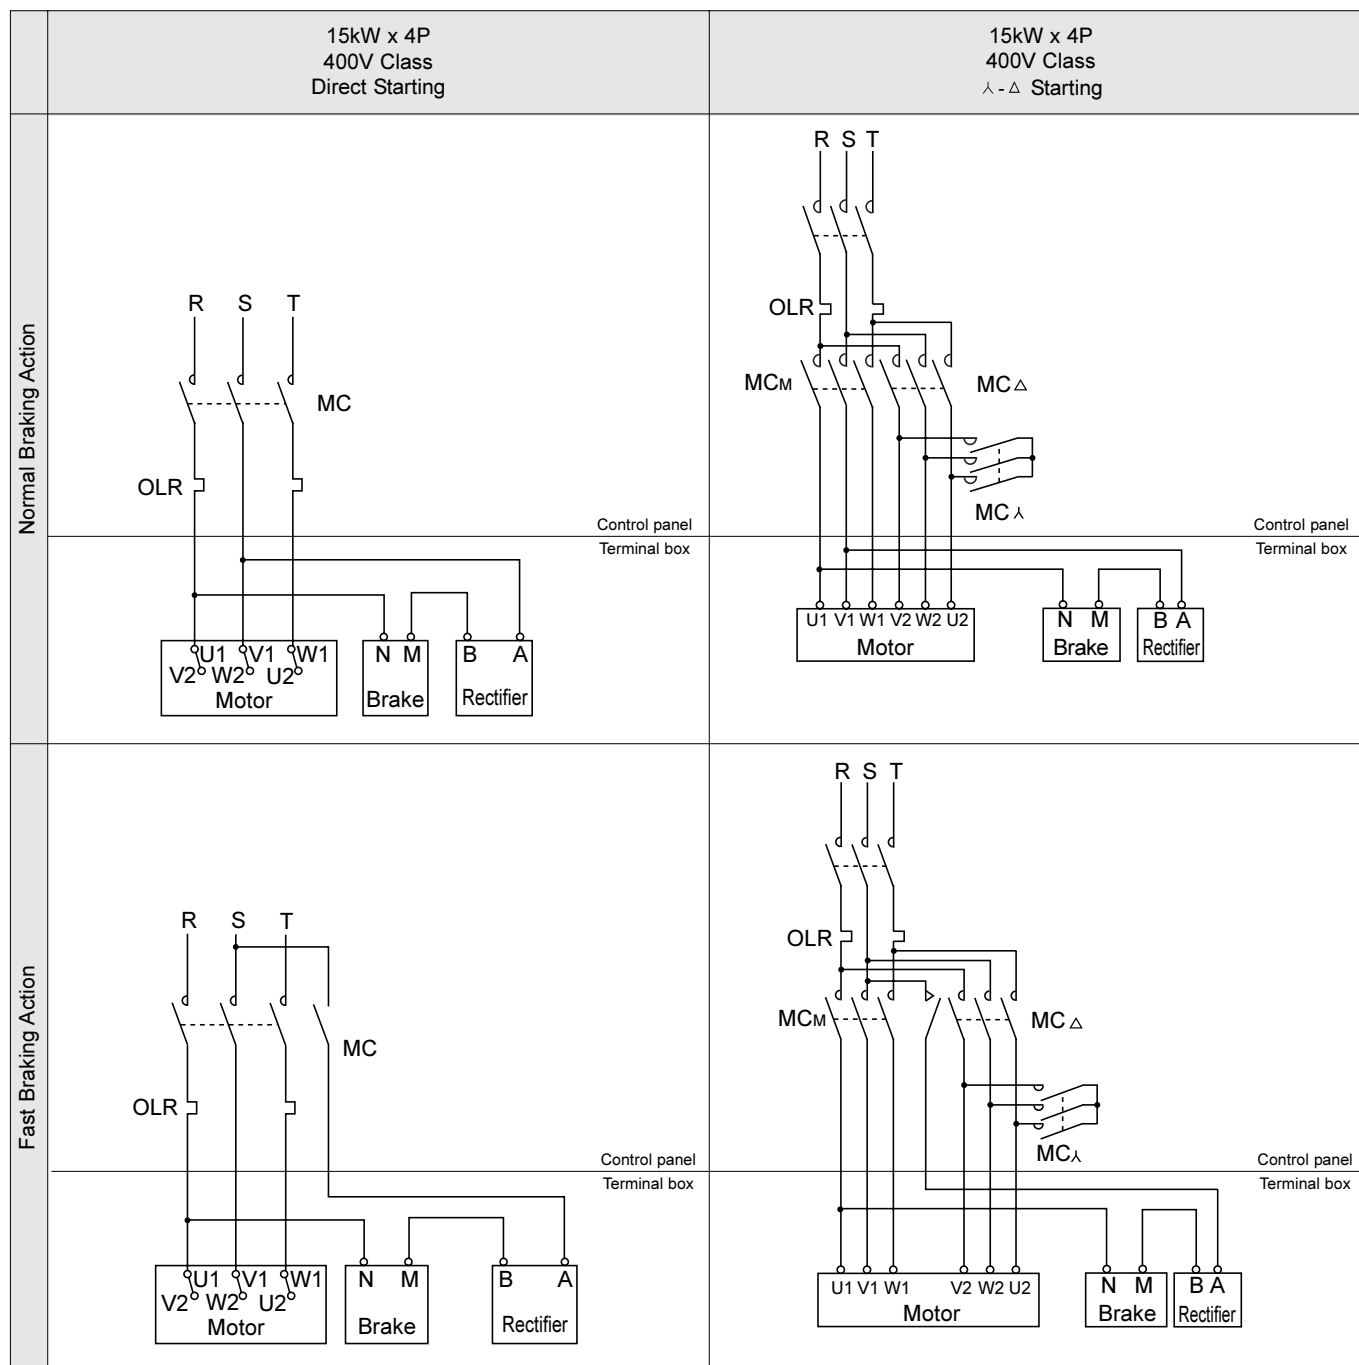 15kW x 4P
400V Class
Direct Starting
15kW x 4P
400V Class
⅄ - △ Starting
Normal Braking Action
R S T
MC
OLR
Control panel
Terminal box
U1 V1 W1
V2 W2 U2
Motor
N M
Brake
B A
Rectifier
R S T
OLR
MCM
MC △
MC ⅄
Control panel
Terminal box
U1 V1 W1 V2 W2 U2
Motor
N M
Brake
B A
Rectifier
Fast Braking Action
R S T
MC
OLR
Control panel
Terminal box
U1 V1 W1
V2 W2 U2
Motor
N M
Brake
B A
Rectifier
R S T
OLR
MCM
MC △
MC⅄
Control panel
Terminal box
U1 V1 W1 V2 W2 U2
Motor
N M
Brake
B A
Rectifier